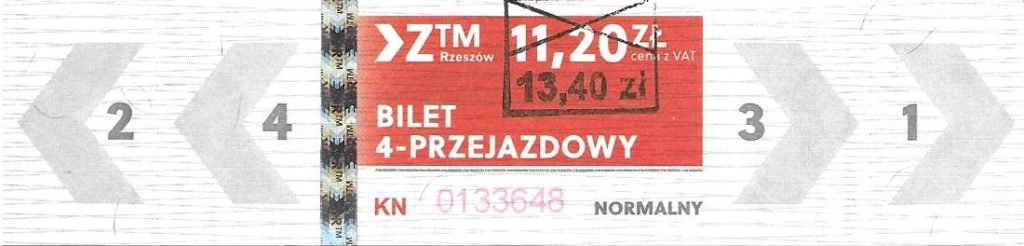 ZTM Rzeszów
11,20 ZŁ
cena z VAT
13,40 zł
BILET
4-PRZEJAZDOWY
2 4 3 1
KN 0133648 NORMALNY